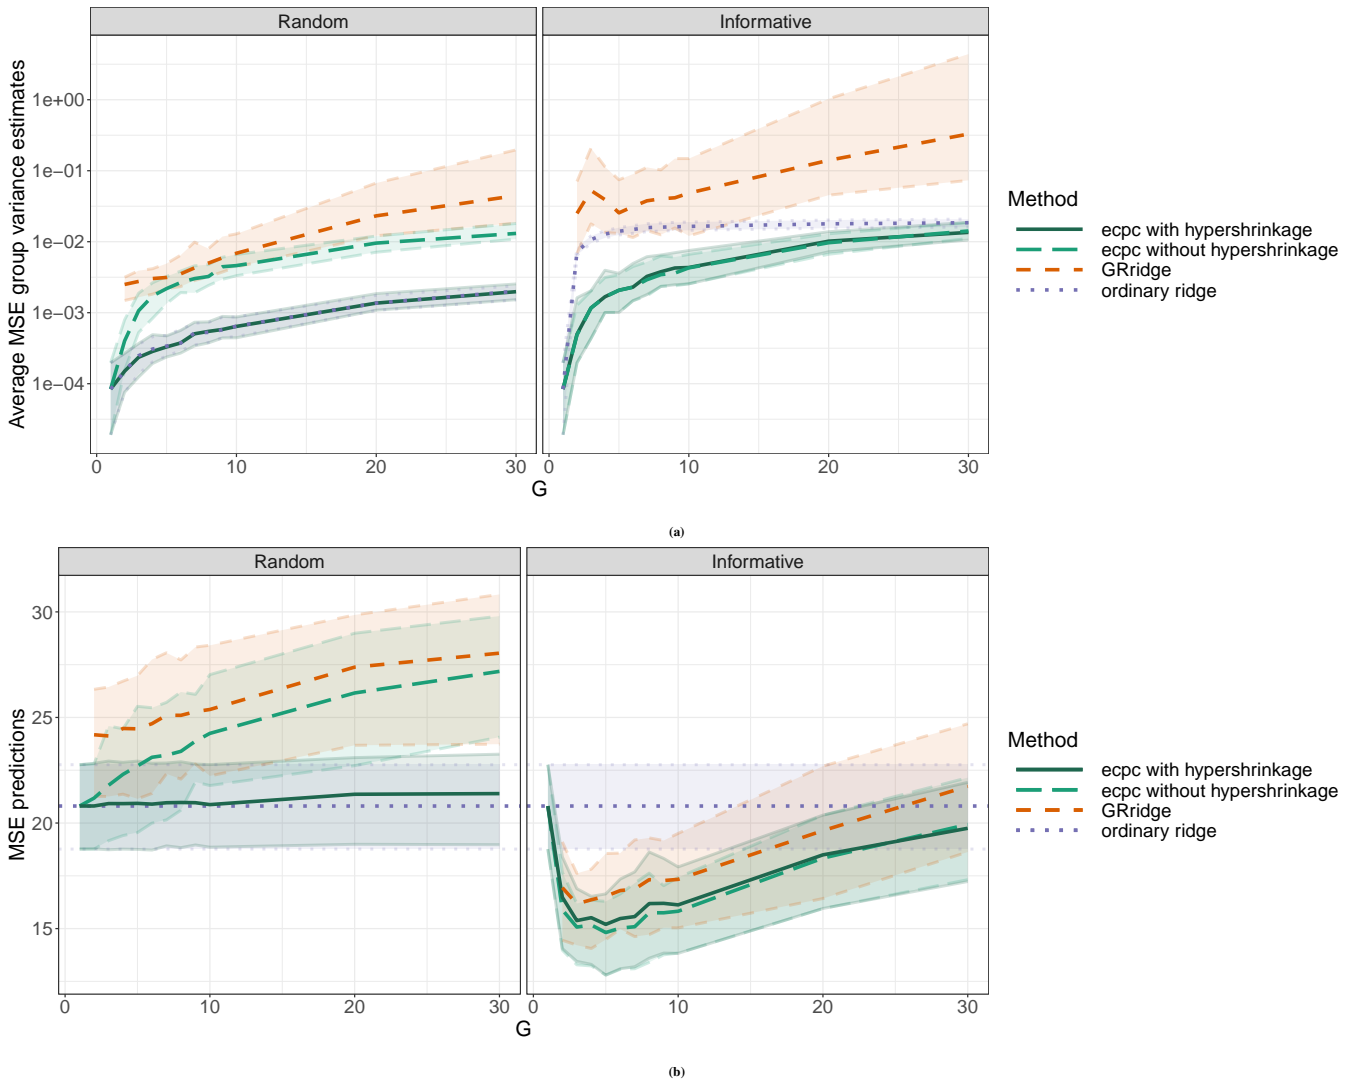 Random Informative
Average MSE group variance estimates
1e+00
1e-01
1e-02
1e-03
1e-04
0 10 20 30 0 10 20 30
G
Method
ecpc with hypershrinkage
ecpc without hypershrinkage
GRridge
ordinary ridge
(a)
Random Informative
MSE predictions
30
25
20
15
0 10 20 30 0 10 20 30
G
Method
ecpc with hypershrinkage
ecpc without hypershrinkage
GRridge
ordinary ridge
(b)